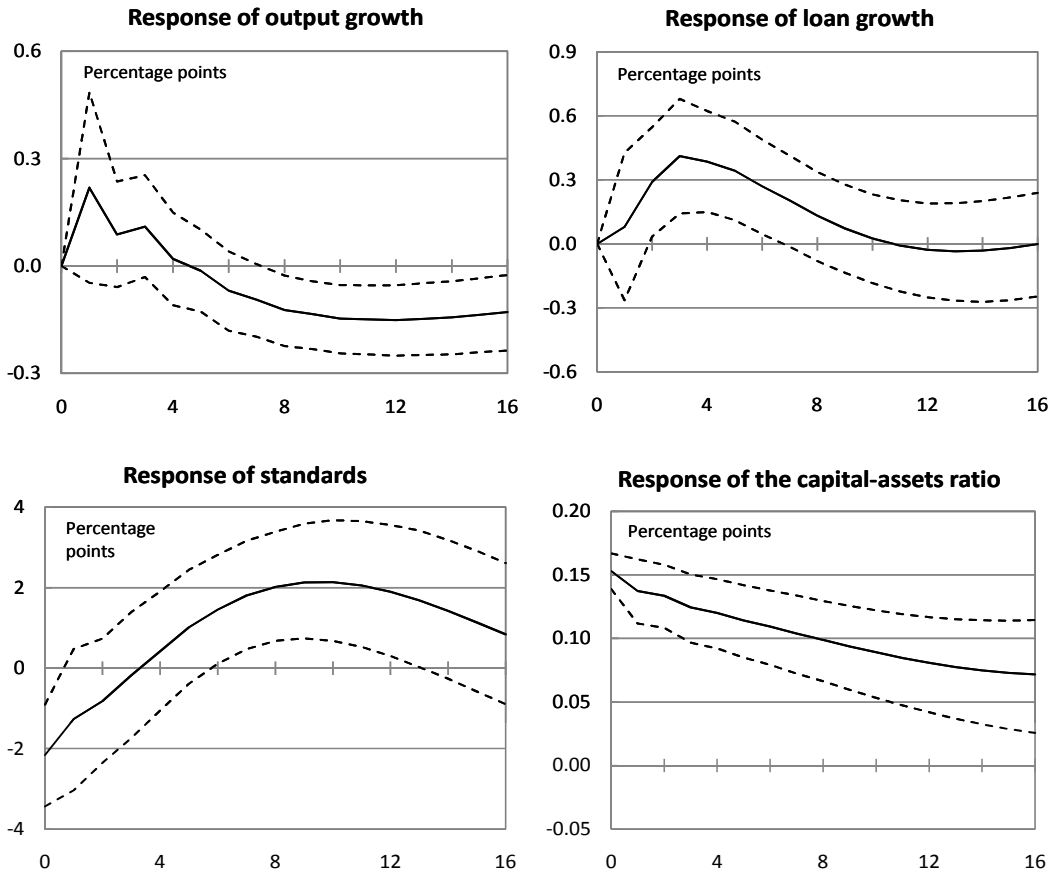 Response of output growth
0.6
Percentage points
0.3
0.0
-0.3
0 4 8 12 16
Response of loan growth
0.9
Percentage points
0.6
0.3
0.0
-0.3
-0.6
0 4 8 12 16
Response of standards
4
Percentage
points
2
0
-2
-4
0 4 8 12 16
Response of the capital-assets ratio
0.20
Percentage points
0.15
0.10
0.05
0.00
-0.05
0 4 8 12 16